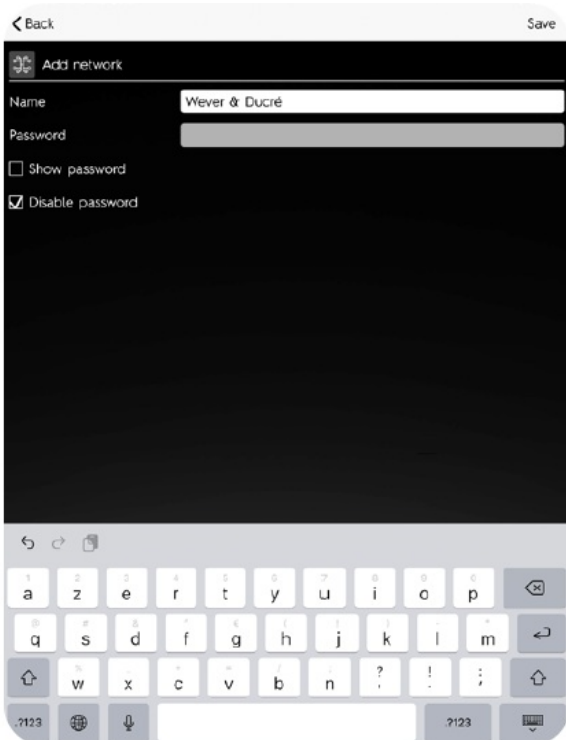 Back Save
Add network
Name Wever & Ducré
Password
Show password
Disable password
a z e r t y u i o p
q s d f g h j k l m
w x c v b n ? , ! . : ;
.?123 .?123